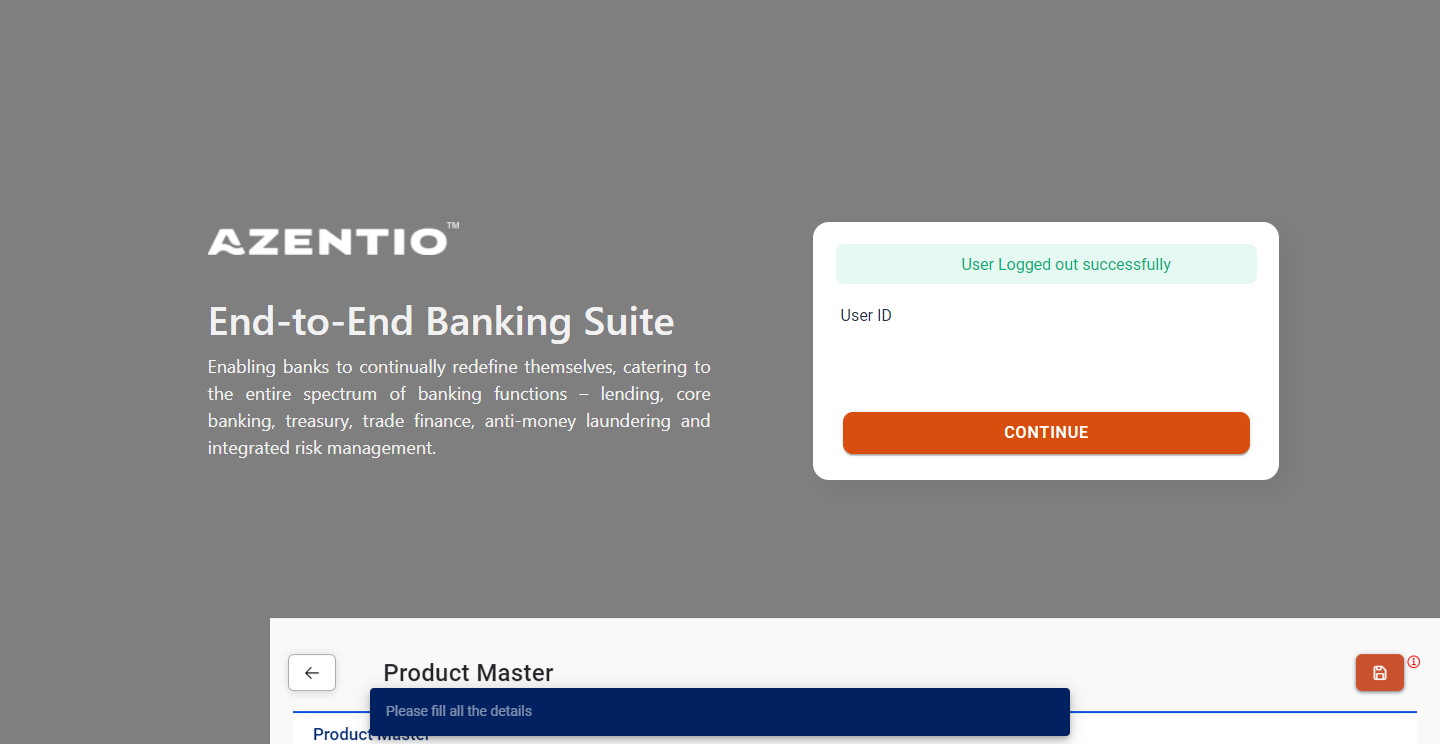 AZENTIO™
End-to-End Banking Suite
Enabling banks to continually redefine themselves, catering to
the entire spectrum of banking functions – lending, core
banking, treasury, trade finance, anti-money laundering and
integrated risk management.
User Logged out successfully
User ID
CONTINUE
Product Master
Please fill all the details
Product Master